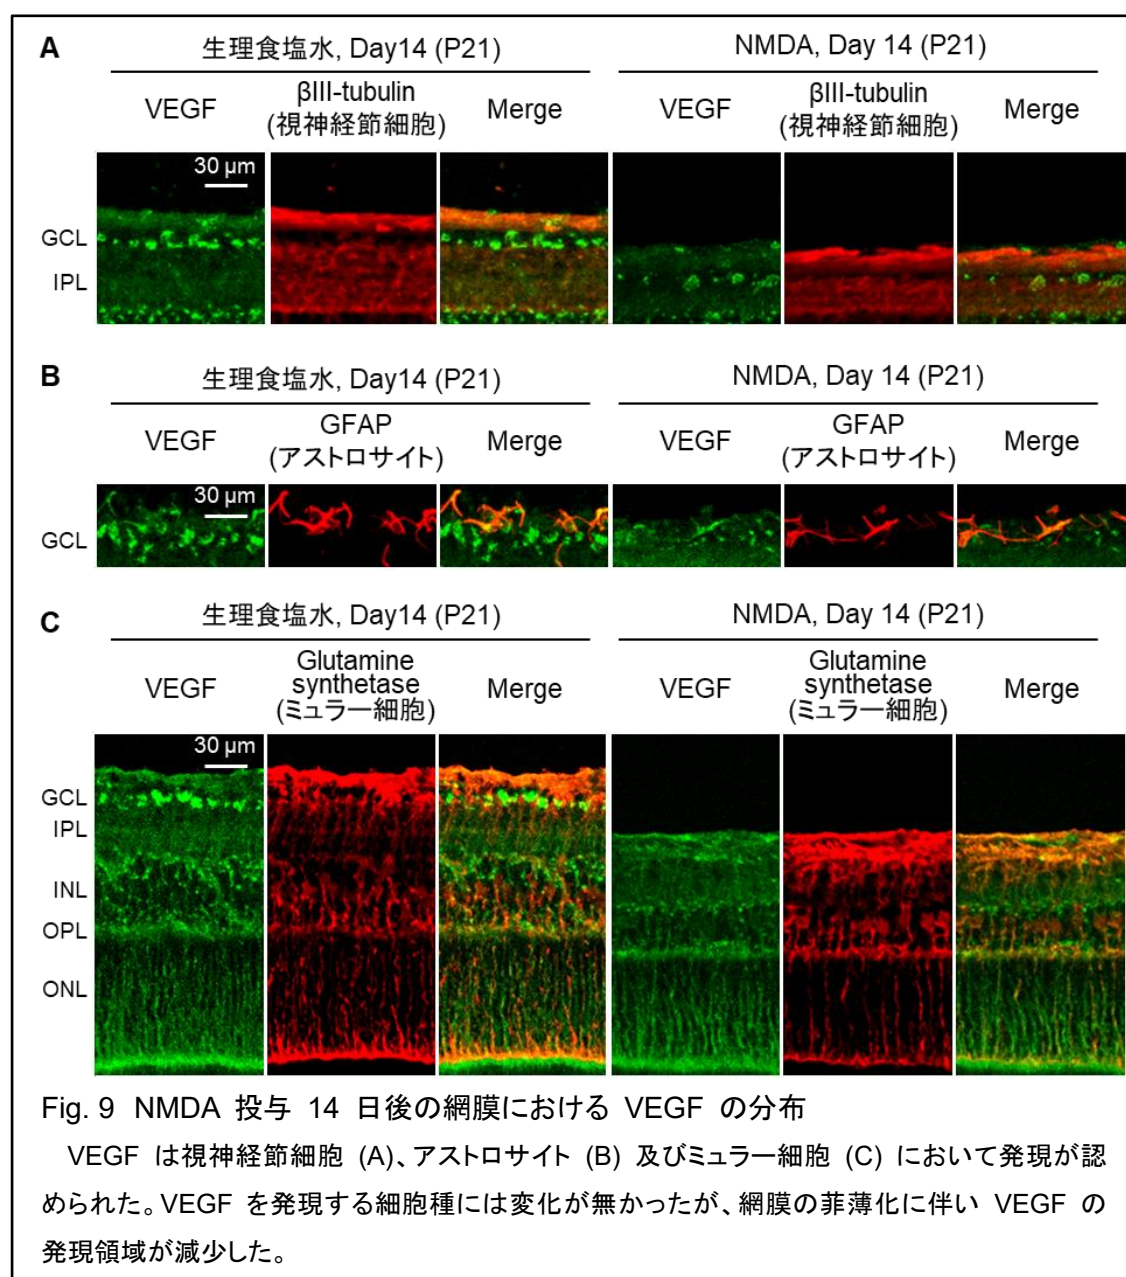 A
生理食塩水, Day14 (P21)
NMDA, Day 14 (P21)
VEGF
βIII-tubulin
(視神経節細胞)
Merge
VEGF
βIII-tubulin
(視神経節細胞)
Merge
30 μm
GCL
IPL
B
生理食塩水, Day14 (P21)
NMDA, Day 14 (P21)
VEGF
GFAP
(アストロサイト)
Merge
VEGF
GFAP
(アストロサイト)
Merge
30 μm
GCL
C
生理食塩水, Day14 (P21)
NMDA, Day 14 (P21)
VEGF
Glutamine
synthetase
(ミュラー細胞)
Merge
VEGF
Glutamine
synthetase
(ミュラー細胞)
Merge
30 μm
GCL
IPL
INL
OPL
ONL
Fig. 9 NMDA 投与 14 日後の網膜における VEGF の分布
VEGF は視神経節細胞 (A)、アストロサイト (B) 及びミュラー細胞 (C) において発現が認
められた。VEGF を発現する細胞種には変化が無かったが、網膜の菲薄化に伴い VEGF の
発現領域が減少した。